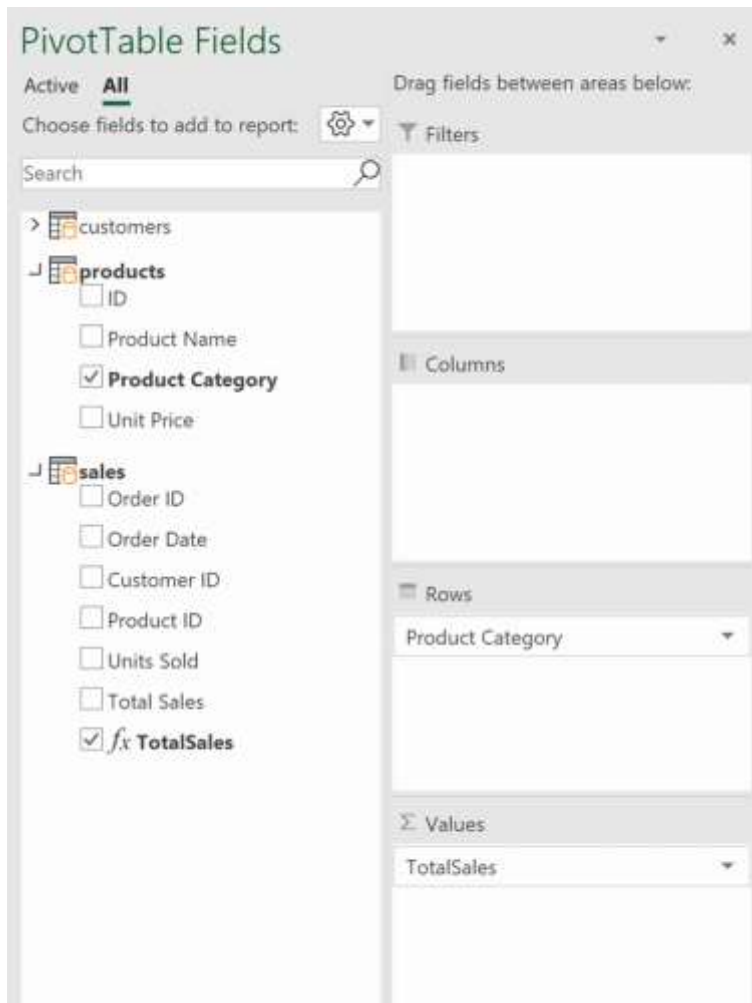 PivotTable Fields
Active All
Choose fields to add to report:
Search
customers
products
ID
Product Name
Product Category
Unit Price
sales
Order ID
Order Date
Customer ID
Product ID
Units Sold
Total Sales
fx TotalSales
Drag fields between areas below:
Filters
Columns
Rows
Product Category
Σ Values
TotalSales